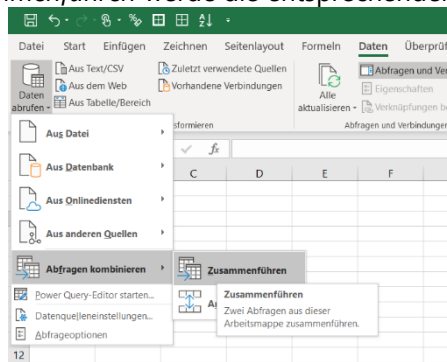 werde die entsprechende
Datei Start Einfügen Zeichnen Seitenlayout Formeln Daten Überprüf
Daten abrufen
Aus Text/CSV
Aus dem Web
Aus Tabelle/Bereich
Zuletzt verwendete Quellen
Vorhandene Verbindungen
Alle aktualisieren
Abfragen und Ver
Eigenschaften
Verknüpfungen be
sformieren
Abfragen und Verbindungen
Aus Datei
fx
C D E F
Aus Datenbank
Aus Onlinediensten
Aus anderen Quellen
Abfragen kombinieren
Zusammenführen
Power Query-Editor starten...
Datenquelleneinstellungen...
Abfrageoptionen
A
Zusammenführen
Zwei Abfragen aus dieser
Arbeitsmappe zusammenführen.
12